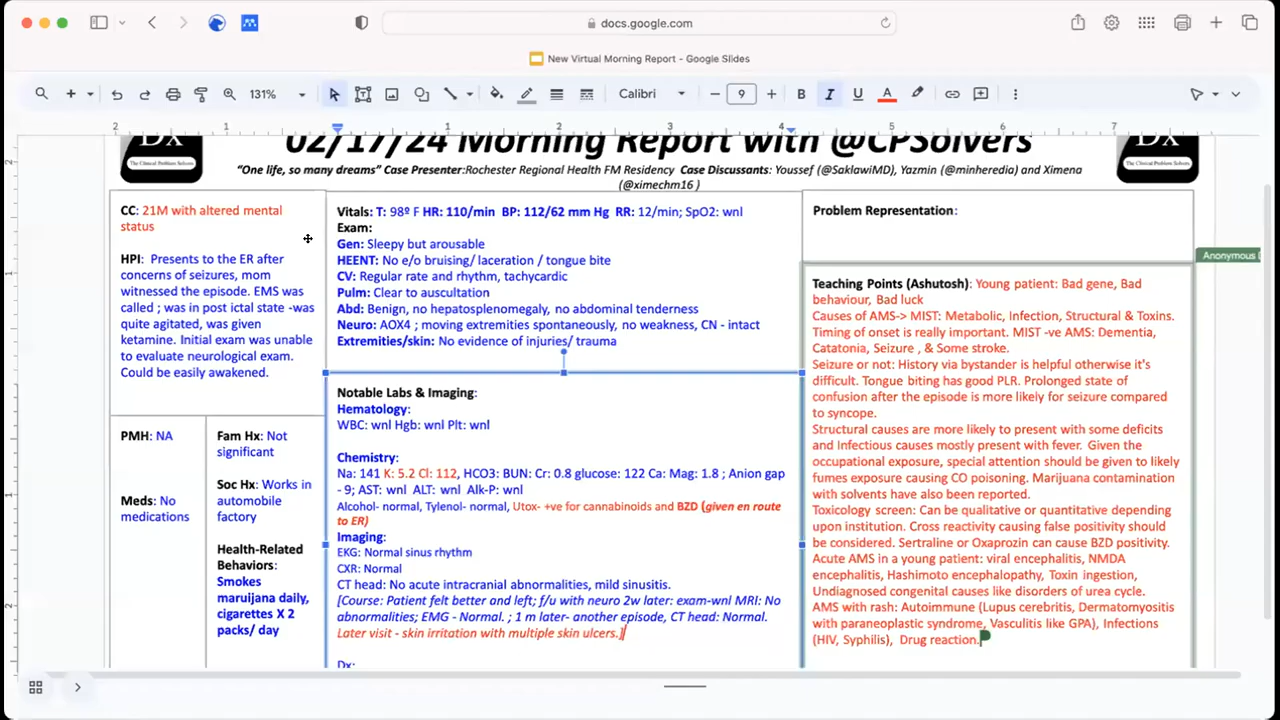 docs.google.com
New Virtual Morning Report - Google Slides
131%
Calibri
9
B
I
U
A
2
1
1
2
3
4
5
6
7
DX
02/17/24 Morning Report with @CPSolvers
DX
The Clinical Problem Solvers
“One life, so many dreams” Case Presenter:Rochester Regional Health FM Residency Case Discussants: Youssef (@SaklawiMD), Yazmin (@minheredia) and Ximena
(@ximechm16 )
The Clinical Problem Solvers
CC: 21M with altered mental
status
HPI: Presents to the ER after
concerns of seizures, mom
witnessed the episode. EMS was
called ; was in post ictal state -was
quite agitated, was given
ketamine. Initial exam was unable
to evaluate neurological exam.
Could be easily awakened.
PMH: NA
Meds: No
medications
Fam Hx: Not
significant
Soc Hx: Works in
automobile
factory
Health-Related
Behaviors:
Smokes
maruijana daily,
cigarettes X 2
packs/ day
Vitals: T: 98º F HR: 110/min BP: 112/62 mm Hg RR: 12/min; SpO2: wnl
Exam:
Gen: Sleepy but arousable
HEENT: No e/o bruising/ laceration / tongue bite
CV: Regular rate and rhythm, tachycardic
Pulm: Clear to auscultation
Abd: Benign, no hepatosplenomegaly, no abdominal tenderness
Neuro: AOX4 ; moving extremities spontaneously, no weakness, CN - intact
Extremities/skin: No evidence of injuries/ trauma
Notable Labs & Imaging:
Hematology:
WBC: wnl Hgb: wnl Plt: wnl
Chemistry:
Na: 141 K: 5.2 Cl: 112, HCO3: BUN: Cr: 0.8 glucose: 122 Ca: Mag: 1.8 ; Anion gap
- 9; AST: wnl ALT: wnl Alk-P: wnl
Alcohol- normal, Tylenol- normal, Utox- +ve for cannabinoids and BZD (given en route
to ER)
Imaging:
EKG: Normal sinus rhythm
CXR: Normal
CT head: No acute intracranial abnormalities, mild sinusitis.
[Course: Patient felt better and left; f/u with neuro 2w later: exam-wnl MRI: No
abnormalities; EMG - Normal. ; 1 m later- another episode, CT head: Normal.
Later visit - skin irritation with multiple skin ulcers.]
Dx:
Problem Representation:
Anonymous
Teaching Points (Ashutosh): Young patient: Bad gene, Bad
behaviour, Bad luck
Causes of AMS-> MIST: Metabolic, Infection, Structural & Toxins.
Timing of onset is really important. MIST -ve AMS: Dementia,
Catatonia, Seizure , & Some stroke.
Seizure or not: History via bystander is helpful otherwise it's
difficult. Tongue biting has good PLR. Prolonged state of
confusion after the episode is more likely for seizure compared
to syncope.
Structural causes are more likely to present with some deficits
and Infectious causes mostly present with fever. Given the
occupational exposure, special attention should be given to likely
fumes exposure causing CO poisoning. Marijuana contamination
with solvents have also been reported.
Toxicology screen: Can be qualitative or quantitative depending
upon institution. Cross reactivity causing false positivity should
be considered. Sertraline or Oxaprozin can cause BZD positivity.
Acute AMS in a young patient: viral encephalitis, NMDA
encephalitis, Hashimoto encephalopathy, Toxin ingestion,
Undiagnosed congenital causes like disorders of urea cycle.
AMS with rash: Autoimmune (Lupus cerebritis, Dermatomyositis
with paraneoplastic syndrome, Vasculitis like GPA), Infections
(HIV, Syphilis), Drug reaction.
2
1
1
2